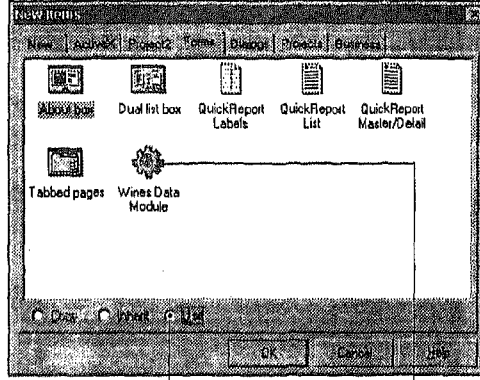 New Items
New ActiveX Project2 Forms Dialogs Projects Business
About box Dual list box QuickReport Labels QuickReport List QuickReport Master/Detail
Tabbed pages Wines Data Module
Copy Inherit Use
OK Cancel Help